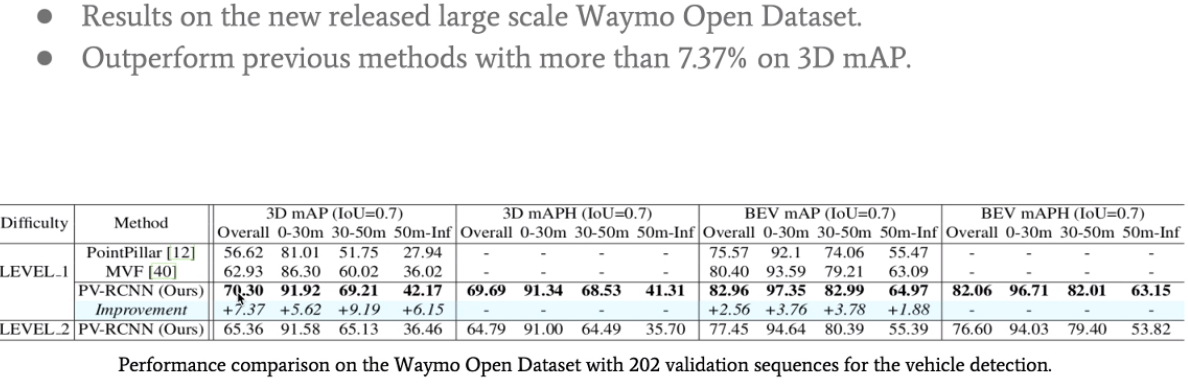 ● Results on the new released large scale Waymo Open Dataset.
● Outperform previous methods with more than 7.37% on 3D mAP.
Difficulty Method 3D mAP (IoU=0.7) 3D mAPH (IoU=0.7) BEV mAP (IoU=0.7) BEV mAPH (IoU=0.7)
Overall 0-30m 30-50m 50m-Inf Overall 0-30m 30-50m 50m-Inf Overall 0-30m 30-50m 50m-Inf Overall 0-30m 30-50m 50m-Inf
PointPillar [12] 56.62 81.01 51.75 27.94 - - - - 75.57 92.1 74.06 55.47 - - - -
LEVEL_1 MVF [40] 62.93 86.30 60.02 36.02 - - - - 80.40 93.59 79.21 63.09 - - - -
PV-RCNN (Ours) 70.30 91.92 69.21 42.17 69.69 91.34 68.53 41.31 82.96 97.35 82.99 64.97 82.06 96.71 82.01 63.15
Improvement +7.37 +5.62 +9.19 +6.15 - - - - +2.56 +3.76 +3.78 +1.88 - - - -
LEVEL_2 PV-RCNN (Ours) 65.36 91.58 65.13 36.46 64.79 91.00 64.49 35.70 77.45 94.64 80.39 55.39 76.60 94.03 79.40 53.82
Performance comparison on the Waymo Open Dataset with 202 validation sequences for the vehicle detection.